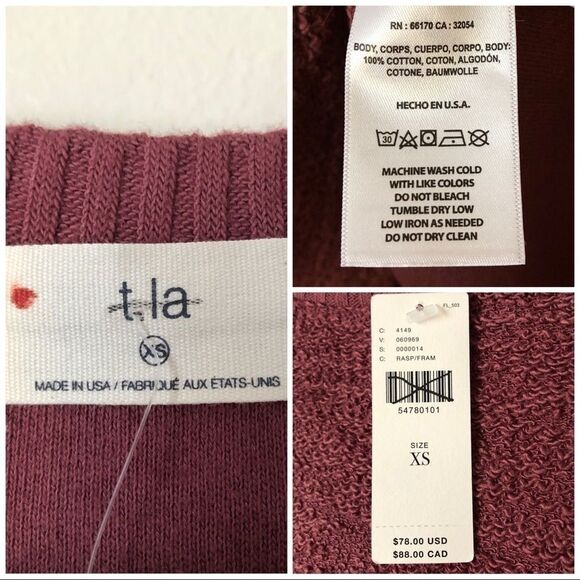 t.la
XS
MADE IN USA / FABRIQUÉ AUX ÉTATS-UNIS
RN : 66170 CA : 32054
BODY, CORPS, CUERPO, CORPO, BODY:
100% COTTON, COTON, ALGODÓN,
COTONE, BAUMWOLLE
HECHO EN U.S.A.
30
MACHINE WASH COLD
WITH LIKE COLORS
DO NOT BLEACH
TUMBLE DRY LOW
LOW IRON AS NEEDED
DO NOT DRY CLEAN
FL_503
C: 4149
V: 060969
S: 0000014
C: RASP/FRAM
54780101
SIZE
XS
$78.00 USD
$88.00 CAD